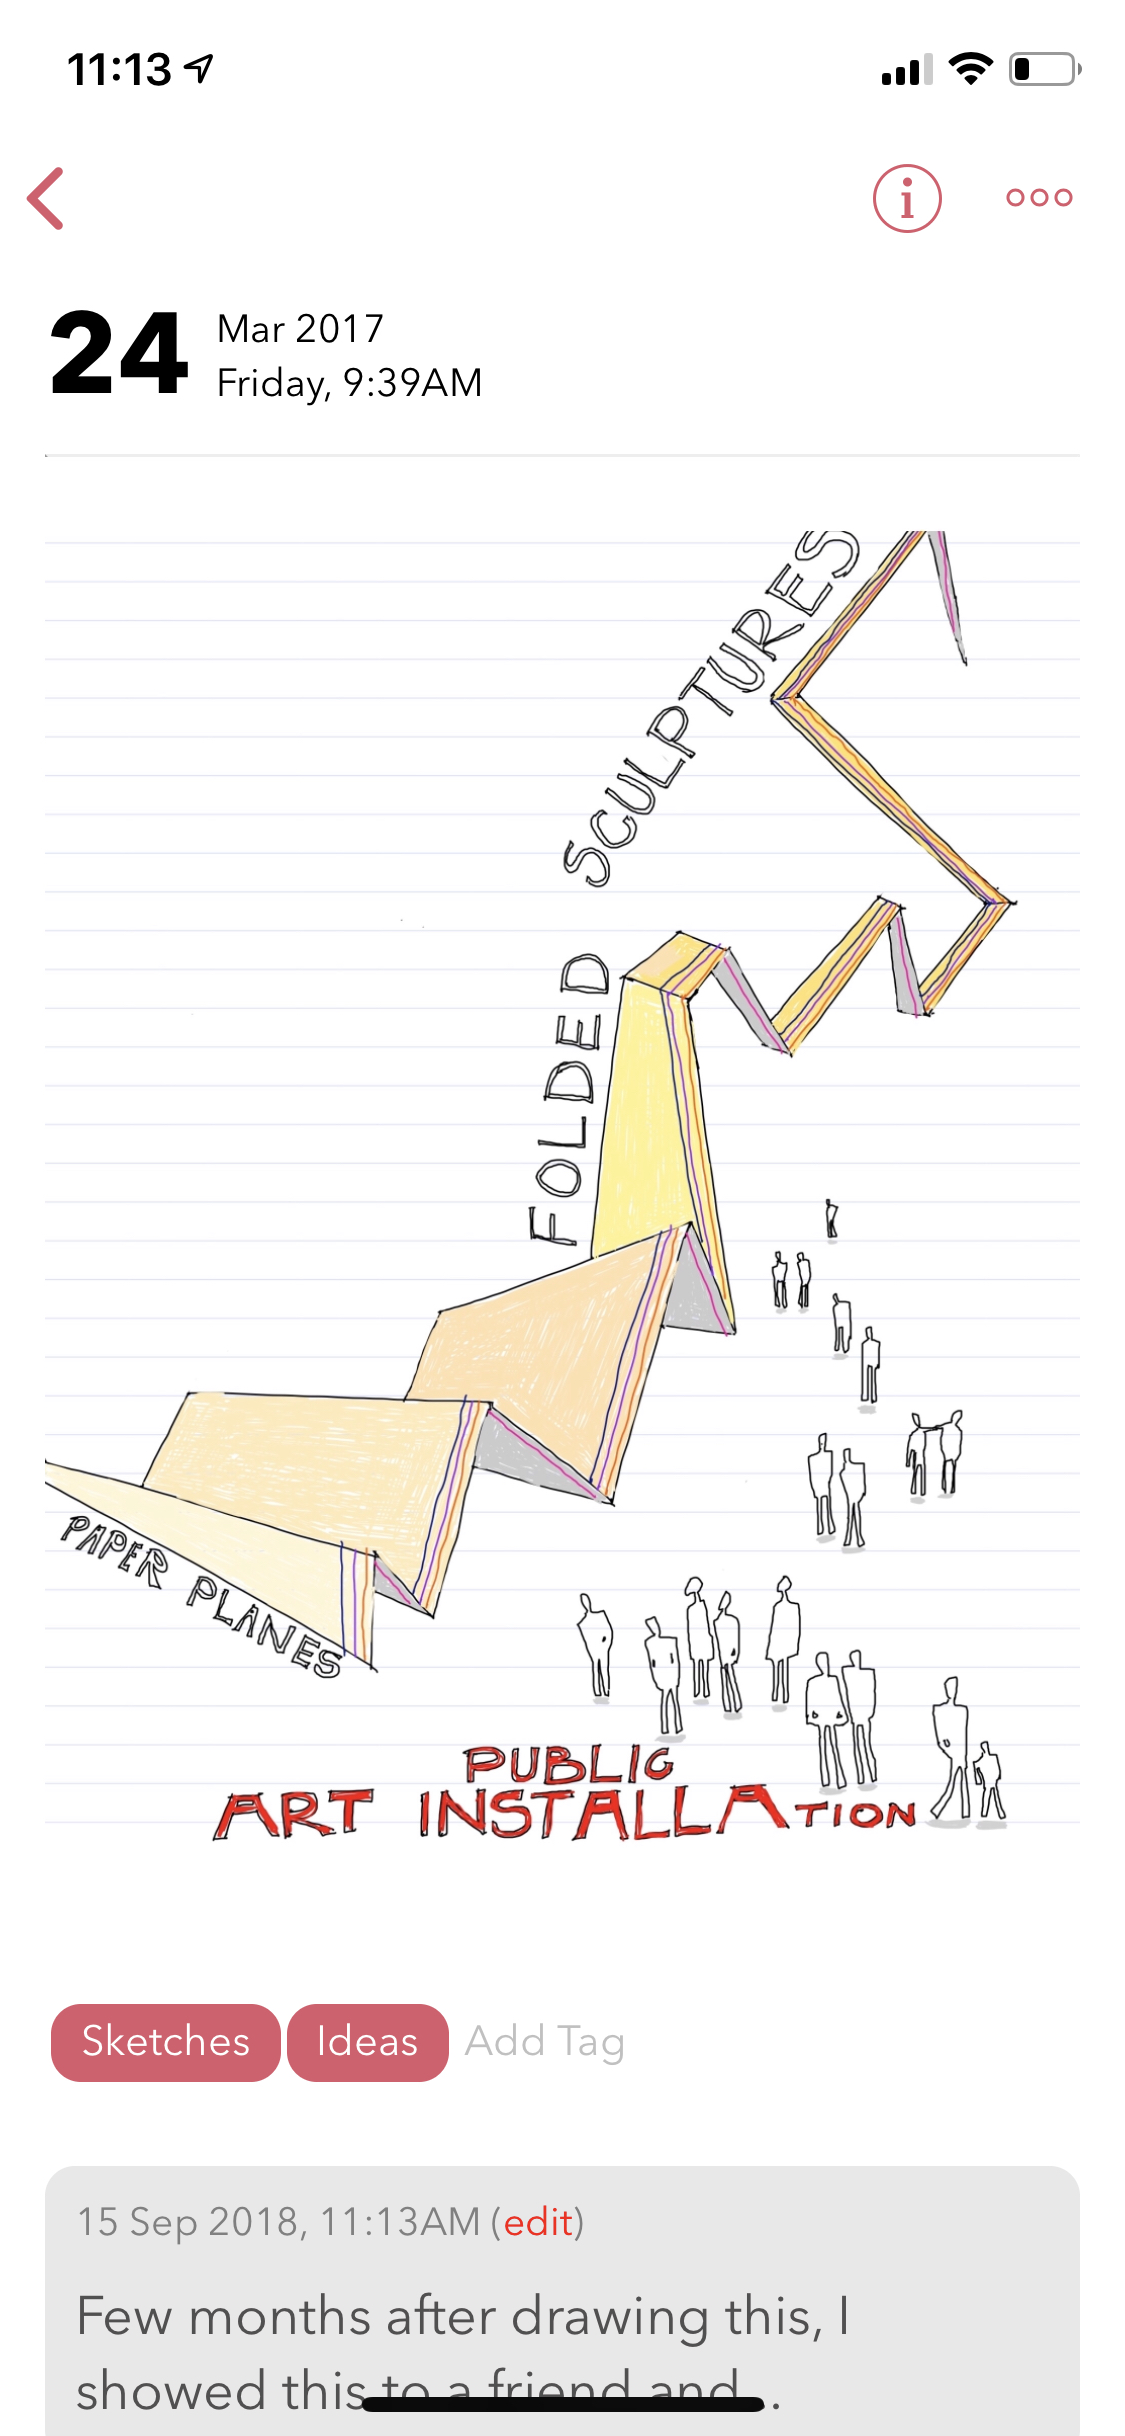 11:13
24
Mar 2017
Friday, 9:39AM
FOLDED SCULPTURES
PAPER PLANES
PUBLIC
ART INSTALLATION
Sketches Ideas Add Tag
15 Sep 2018, 11:13AM (edit)
Few months after drawing this, I
showed this to a friend and...